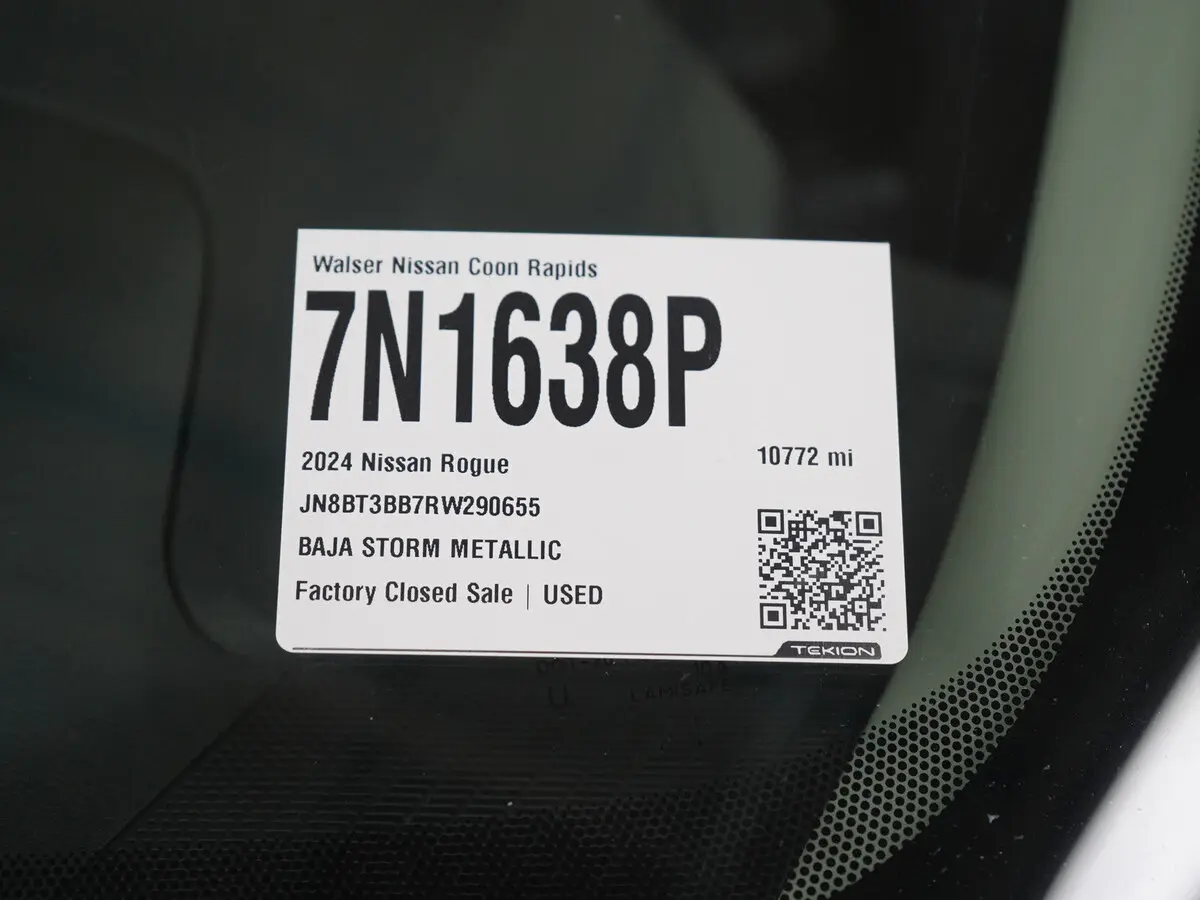 Walser Nissan Coon Rapids
7N1638P
2024 Nissan Rogue
10772 mi
JN8BT3BB7RW290655
BAJA STORM METALLIC
Factory Closed Sale | USED
TEKION
U
LAMISAFE